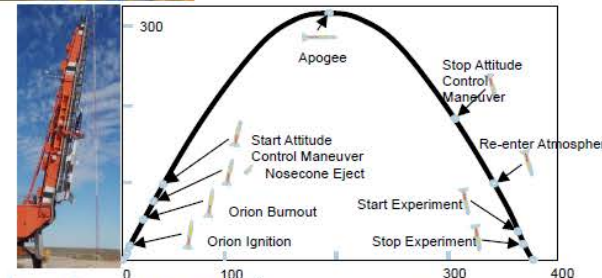 300
Apogee
Stop Attitude
Control
Maneuver
Start Attitude
Control Maneuver
Nosecone Eject
Re-enter Atmospher
Orion Burnout
Start Experiment
Orion Ignition
Stop Experiment
0
100
300
400